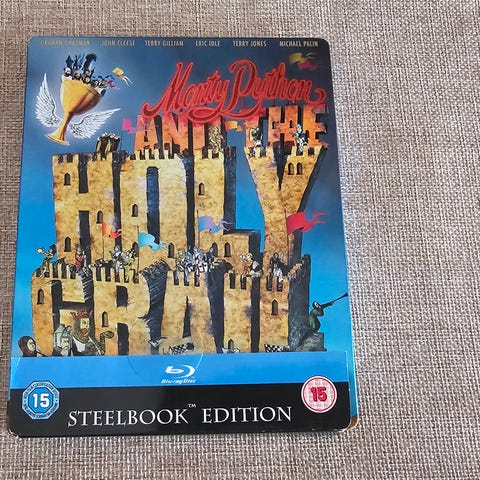 GRAHAM CHAPMAN JOHN CLEESE TERRY GILLIAM ERIC IDLE TERRY JONES MICHAEL PALIN
Monty Python
AND THE
HOLY
GRAIL
Blu-ray Disc
15 15
STEELBOOK™ EDITION